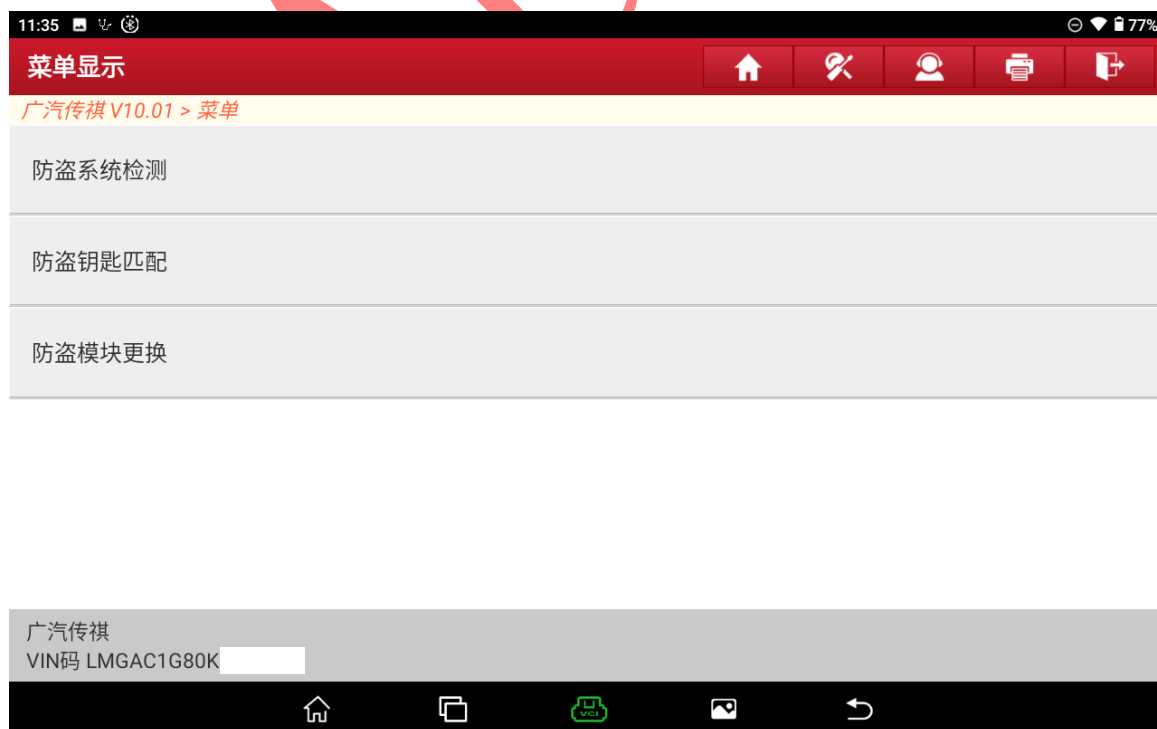 11:35
77%
菜单显示
广汽传祺 V10.01 > 菜单
防盗系统检测
防盗钥匙匹配
防盗模块更换
广汽传祺
VIN码 LMGAC1G80K
VCI